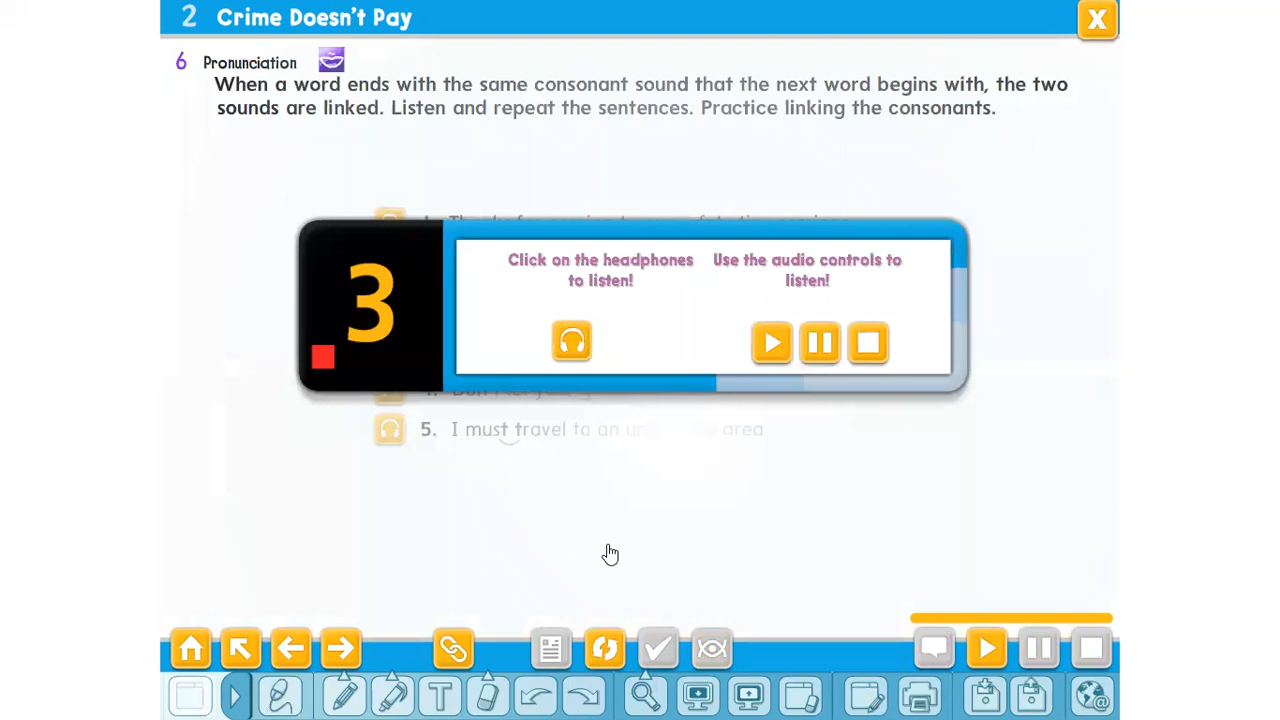 2 Crime Doesn't Pay
X
6 Pronunciation
When a word ends with the same consonant sound that the next word begins with, the two
sounds are linked. Listen and repeat the sentences. Practice linking the consonants.
3
Click on the headphones
to listen!
Use the audio controls to
listen!
5. I must travel to an area
T